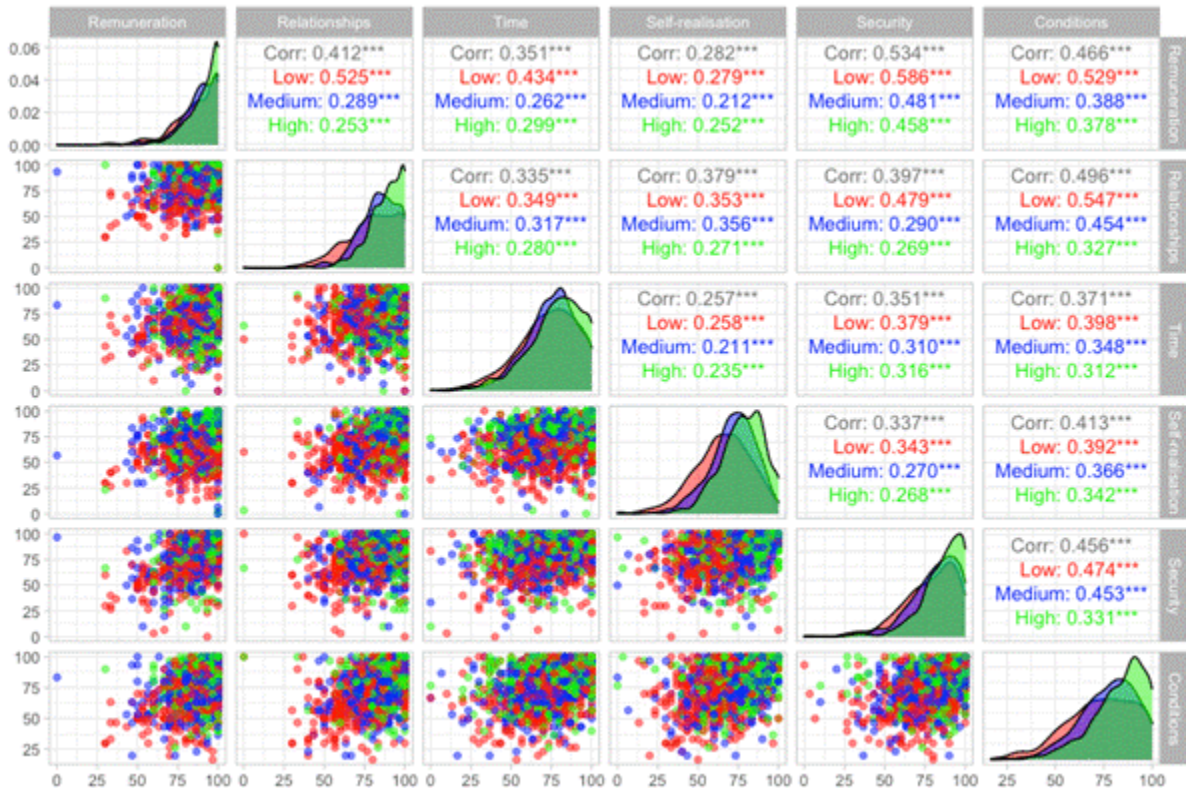 Remuneration Relationships Time Self-realisation Security Conditions
0.06
0.04
0.02
0.00
Corr: 0.412***
Low: 0.525***
Medium: 0.289***
High: 0.253***
Corr: 0.351***
Low: 0.434***
Medium: 0.262***
High: 0.299***
Corr: 0.282***
Low: 0.279***
Medium: 0.212***
High: 0.252***
Corr: 0.534***
Low: 0.586***
Medium: 0.481***
High: 0.458***
Corr: 0.466***
Low: 0.529***
Medium: 0.388***
High: 0.378***
Remuneration
100
75
50
25
0
Corr: 0.335***
Low: 0.349***
Medium: 0.317***
High: 0.280***
Corr: 0.379***
Low: 0.353***
Medium: 0.356***
High: 0.271***
Corr: 0.397***
Low: 0.479***
Medium: 0.290***
High: 0.269***
Corr: 0.496***
Low: 0.547***
Medium: 0.454***
High: 0.327***
Relationships
100
75
50
25
0
Corr: 0.257***
Low: 0.258***
Medium: 0.211***
High: 0.235***
Corr: 0.351***
Low: 0.379***
Medium: 0.310***
High: 0.316***
Corr: 0.371***
Low: 0.398***
Medium: 0.348***
High: 0.312***
Time
100
75
50
25
0
Corr: 0.337***
Low: 0.343***
Medium: 0.270***
High: 0.268***
Corr: 0.413***
Low: 0.392***
Medium: 0.366***
High: 0.342***
Self-realisation
100
75
50
25
0
Corr: 0.456***
Low: 0.474***
Medium: 0.453***
High: 0.331***
Security
100
75
50
25
Conditions
0 25 50 75 100 0 25 50 75 100 0 25 50 75 100 0 25 50 75 100 0 25 50 75 100 25 50 75 100